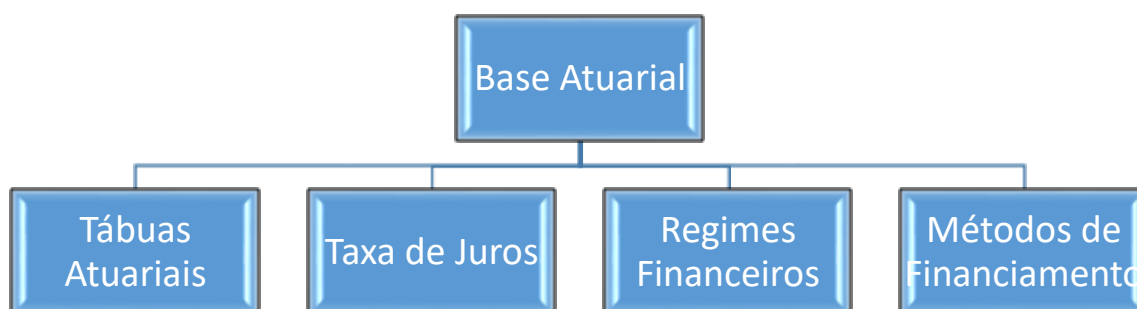 Base Atuarial
Tábuas
Atuariais
Taxa de Juros
Regimes
Financeiros
Métodos de
Financiamento